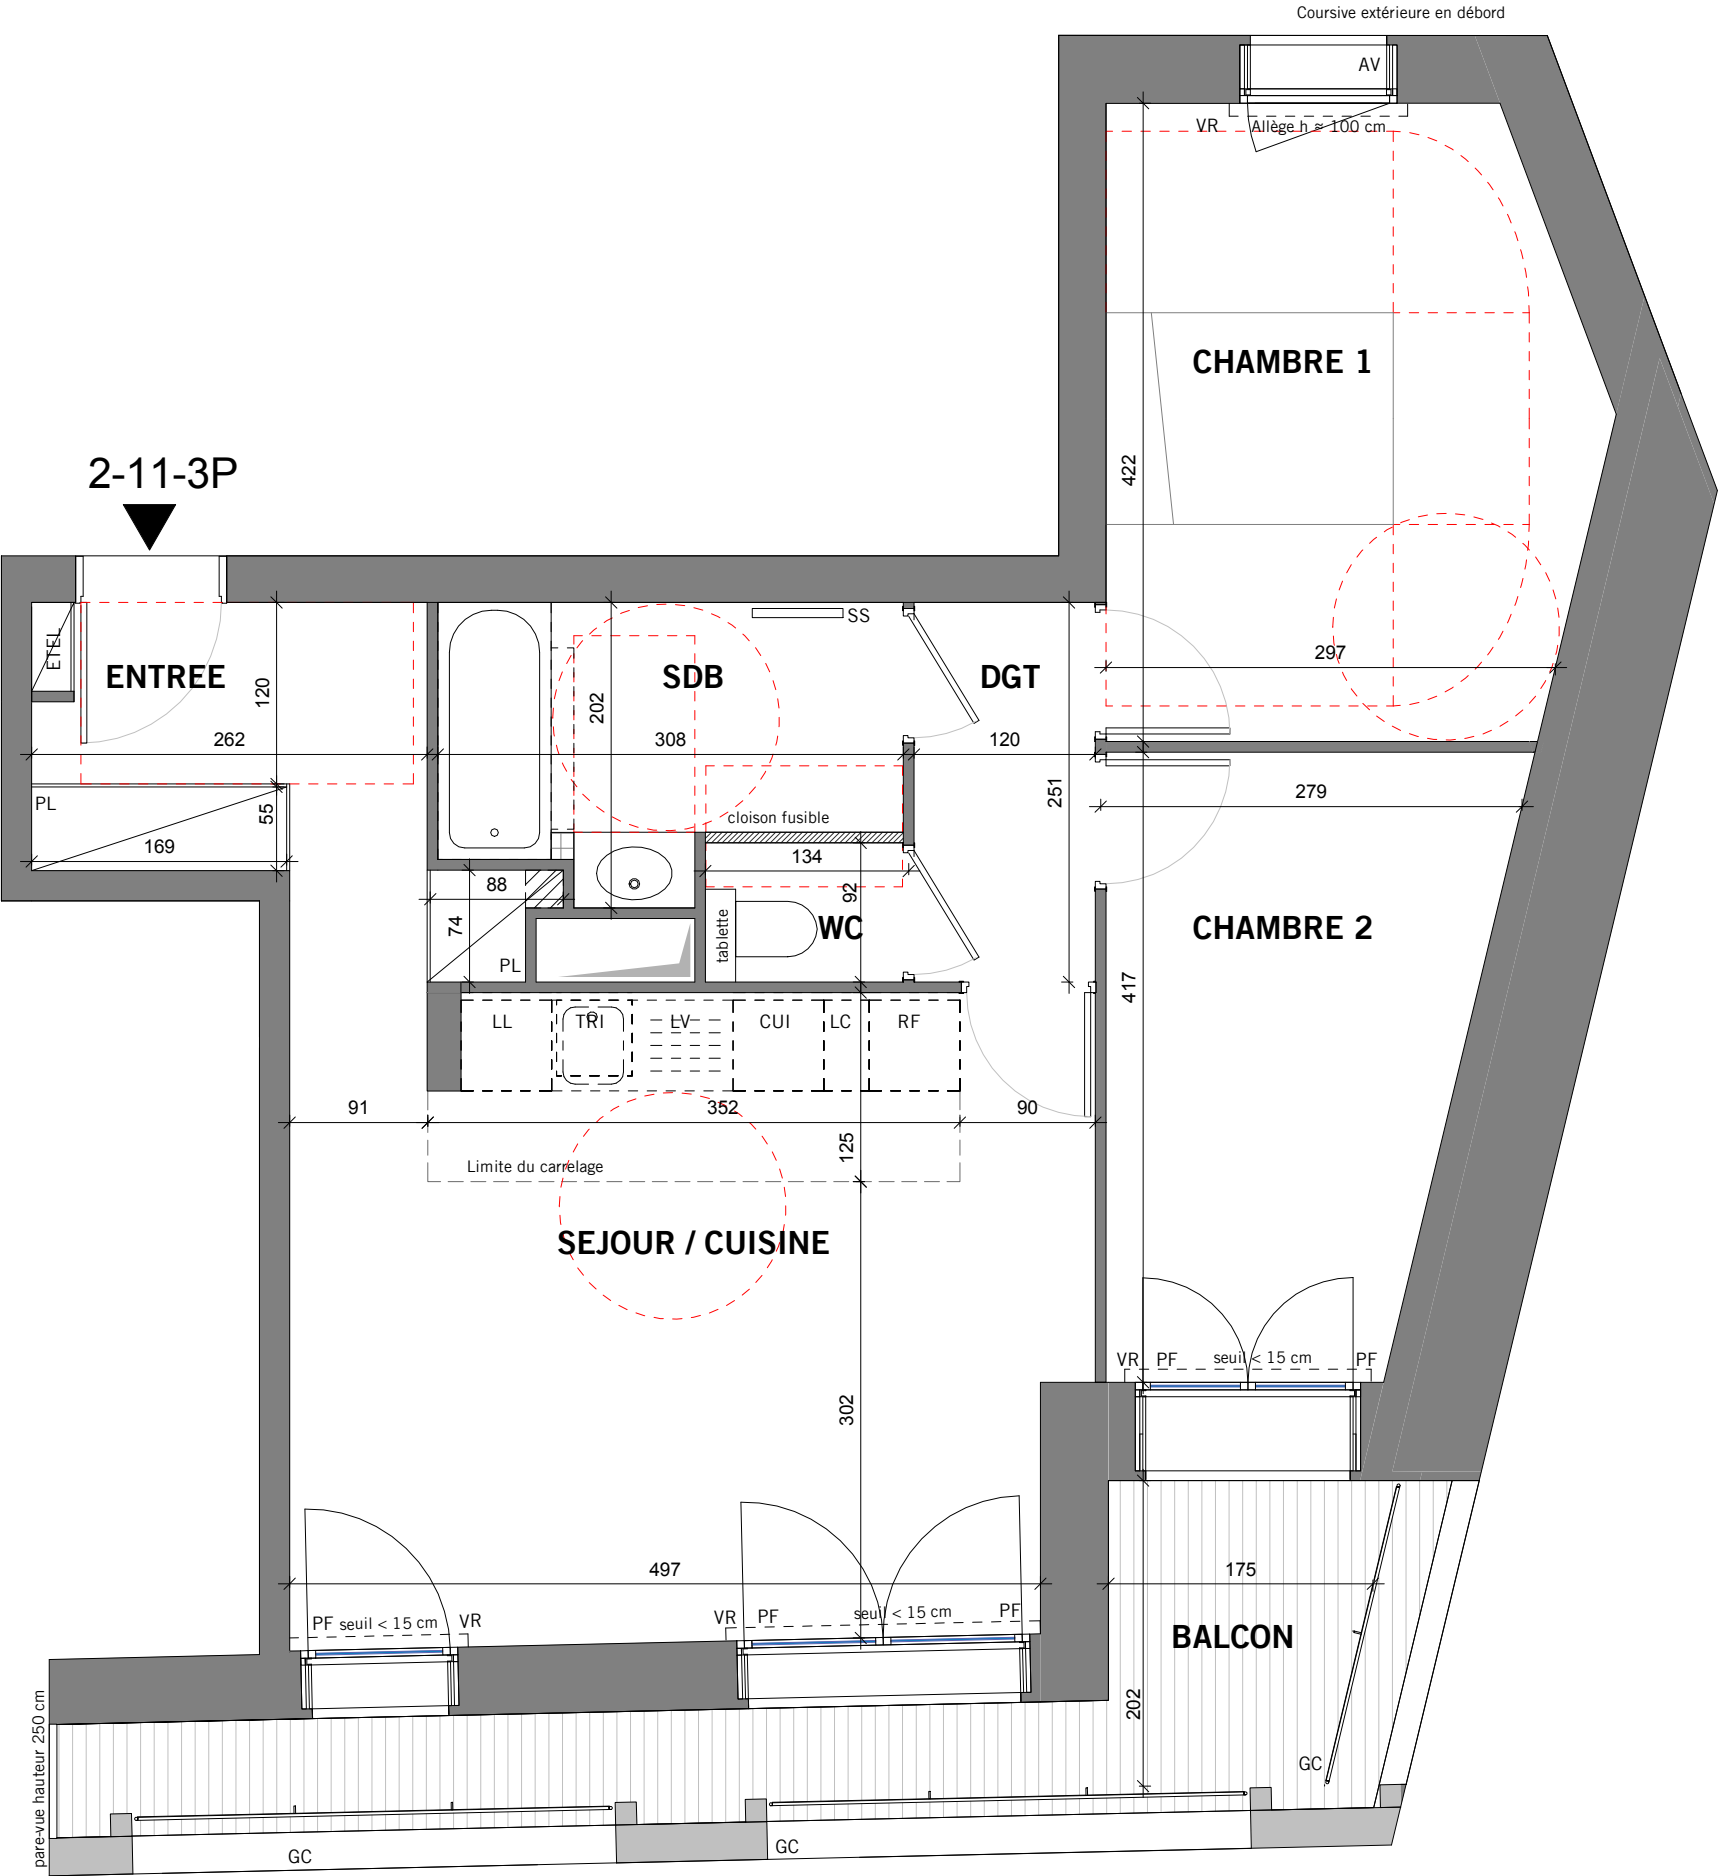 Coursive extérieure en débord
AV
VR
Allège h ≈ 100 cm
CHAMBRE 1
422
2-11-3P
297
SS
ETEL
ENTREE
SDB
DGT
120
202
262
308
120
251
279
PL
55
cloison fusible
169
134
88
92
74
tablette
WC
CHAMBRE 2
PL
417
LL
TRI
LV
CUI
LC
RF
91
352
90
125
Limite du carrelage
SEJOUR / CUISINE
VR
PF
seuil < 15 cm
PF
302
497
175
PF
seuil < 15 cm
VR
VR
PF
seuil < 15 cm
PF
BALCON
202
pare-vue hauteur 250 cm
GC
GC
GC